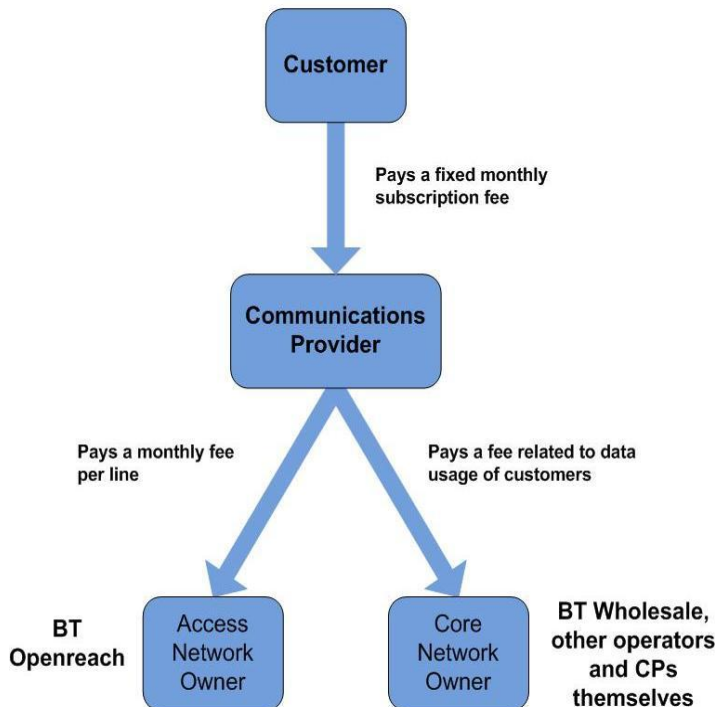 Customer
Pays a fixed monthly
subscription fee
Communications
Provider
Pays a monthly fee
per line
Pays a fee related to data
usage of customers
BT
Openreach
Access
Network
Owner
Core
Network
Owner
BT Wholesale,
other operators
and CPs
themselves